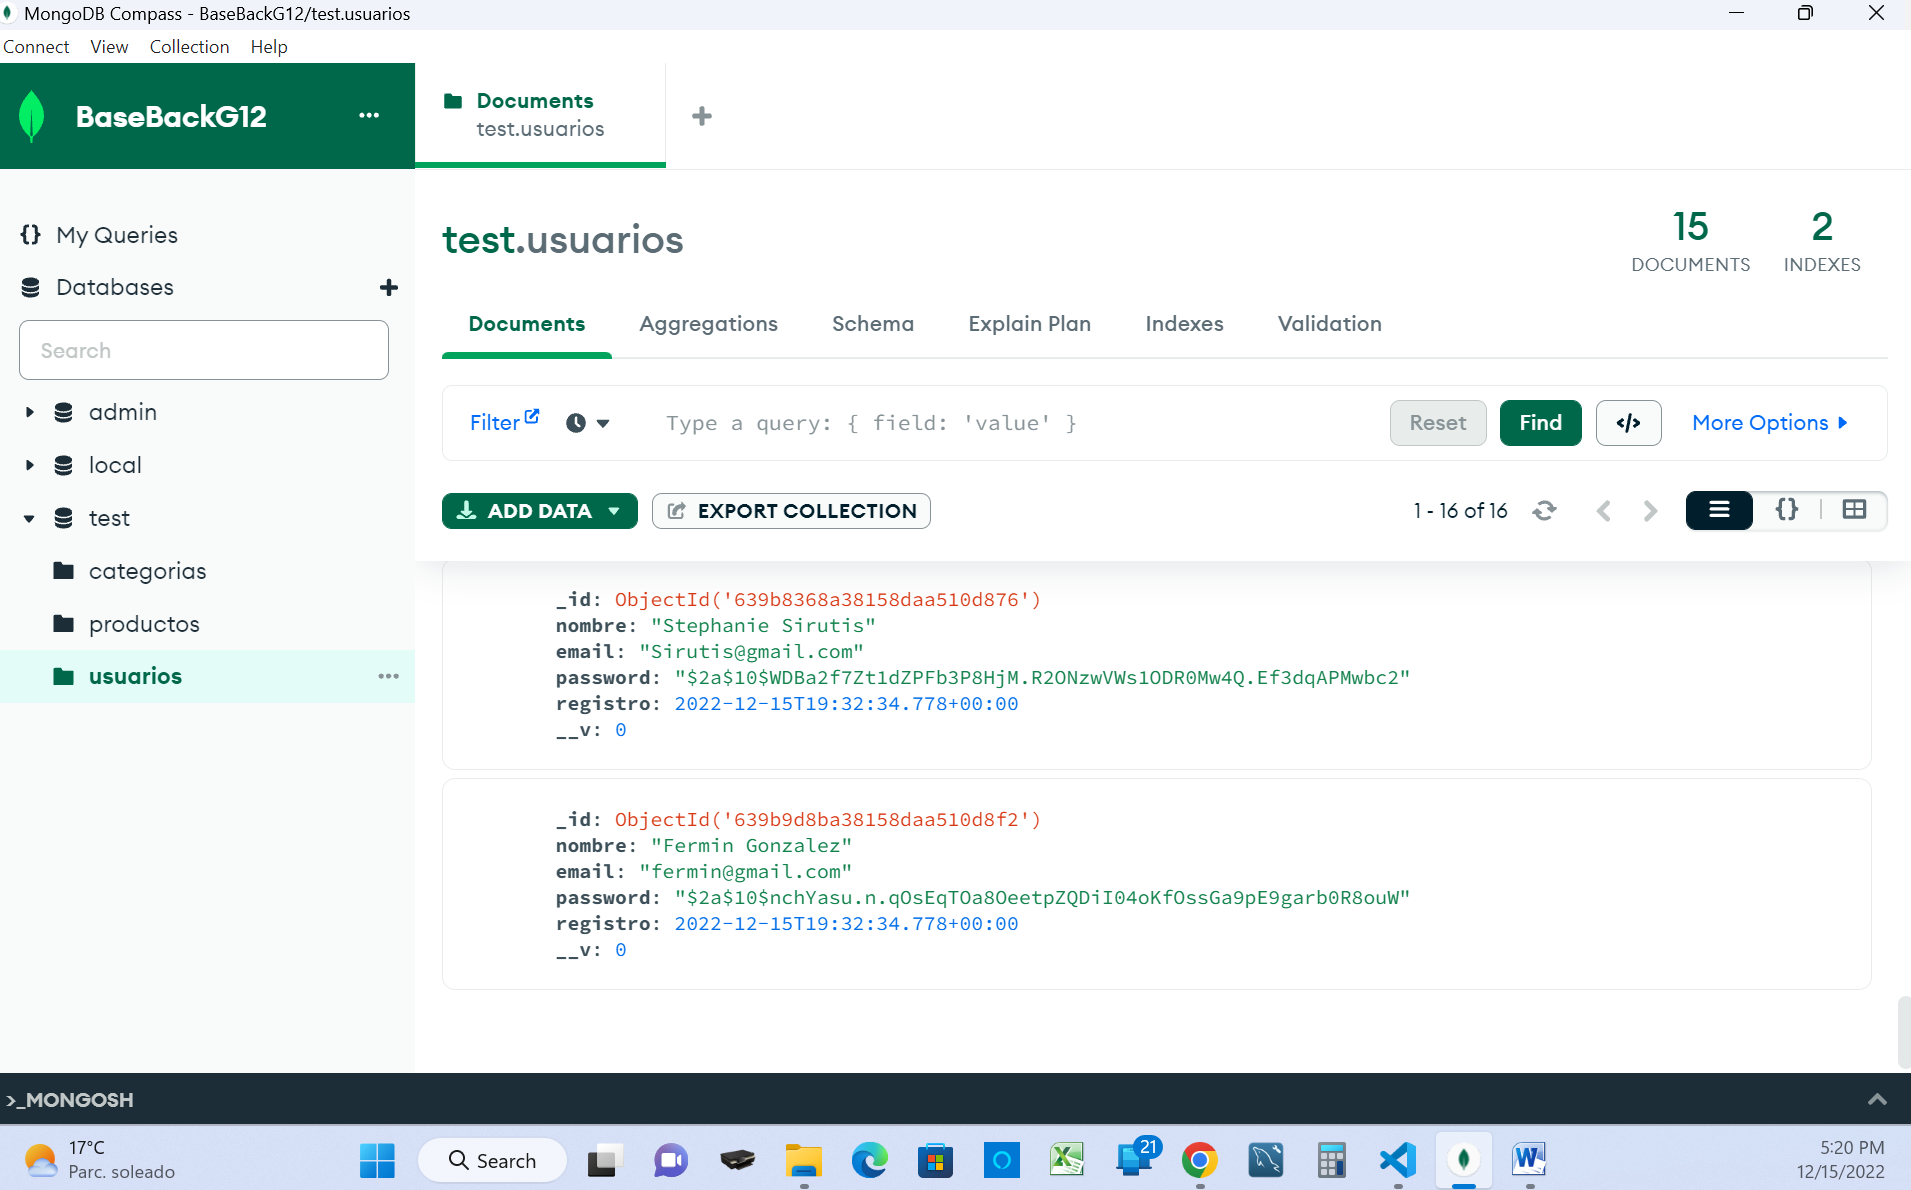 MongoDB Compass - BaseBackG12/test.usuarios
Connect View Collection Help
BaseBackG12
Documents
test.usuarios
My Queries
Databases
Search
admin
local
test
categorias
productos
usuarios
test.usuarios
15
DOCUMENTS
2
INDEXES
Documents Aggregations Schema Explain Plan Indexes Validation
Filter Type a query: { field: 'value' } Reset Find </> More Options
ADD DATA EXPORT COLLECTION 1 - 16 of 16 {}
_id: ObjectId('639b8368a38158daa510d876')
nombre: "Stephanie Sirutis"
email: "Sirutis@gmail.com"
password: "$2a$10$WDBa2f7Zt1dZPFb3P8HjM.R2ONzwVWs1ODR0Mw4Q.Ef3dqAPMwbc2"
registro: 2022-12-15T19:32:34.778+00:00
__v: 0
_id: ObjectId('639b9d8ba38158daa510d8f2')
nombre: "Fermin Gonzalez"
email: "fermin@gmail.com"
password: "$2a$10$nchYasu.n.qOsEqTOa8OeetpZQDiI04oKfOssGa9pE9garb0R8ouW"
registro: 2022-12-15T19:32:34.778+00:00
__v: 0
>_MONGOSH
17°C
Parc. soleado
Search
21
5:20 PM
12/15/2022